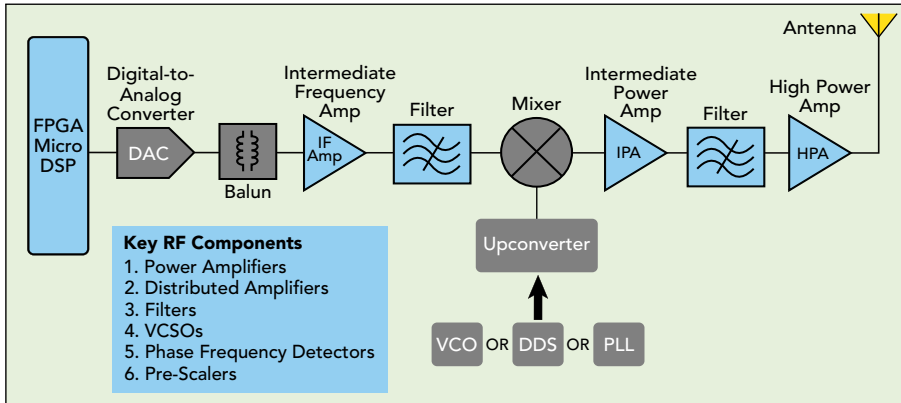 FPGA
Micro
DSP
Digital-to-
Analog
Converter
DAC
Balun
Intermediate
Frequency
Amp
IF
Amp
Filter
Mixer
Upconverter
VCO OR DDS OR PLL
Intermediate
Power
Amp
IPA
Filter
High Power
Amp
HPA
Antenna
Key RF Components
1. Power Amplifiers
2. Distributed Amplifiers
3. Filters
4. VCSOs
5. Phase Frequency Detectors
6. Pre-Scalers